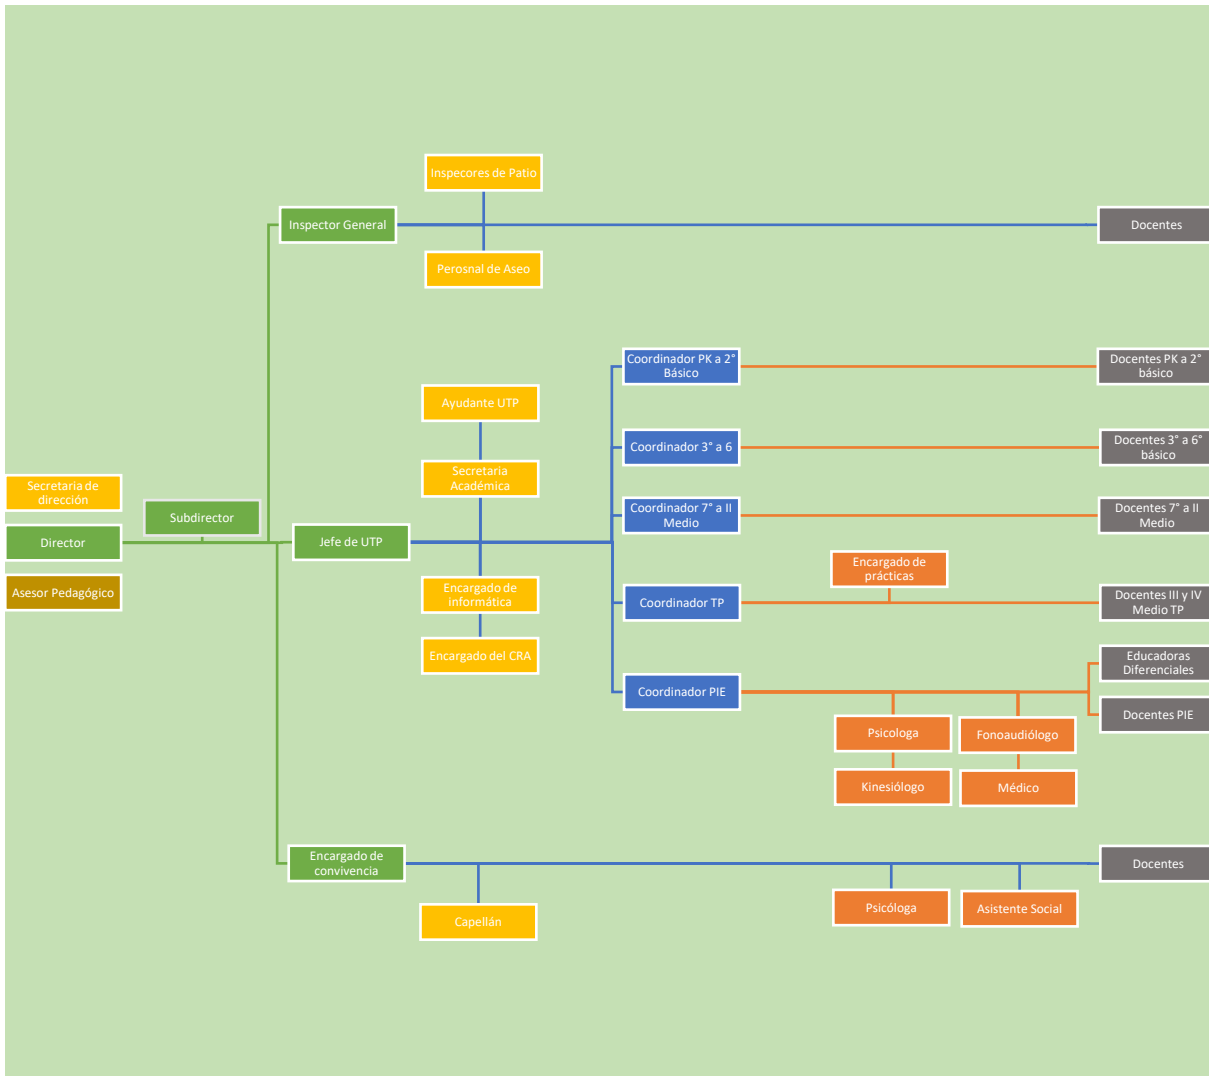 Inspecores de Patio
Inspector General
Docentes
Perosnal de Aseo
Coordinador PK a 2°
Básico
Docentes PK a 2°
básico
Ayudante UTP
Coordinador 3° a 6
Docentes 3° a 6°
básico
Secretaria
Académica
Secretaria de
dirección
Subdirector
Coordinador 7° a II
Medio
Docentes 7° a II
Medio
Director
Jefe de UTP
Encargado de
prácticas
Asesor Pedagógico
Encargado de
informática
Coordinador TP
Docentes III y IV
Medio TP
Encargado del CRA
Educadoras
Diferenciales
Coordinador PIE
Docentes PIE
Psicologa
Fonoaudiólogo
Kinesiólogo
Médico
Encargado de
convivencia
Docentes
Capellán
Psicóloga
Asistente Social